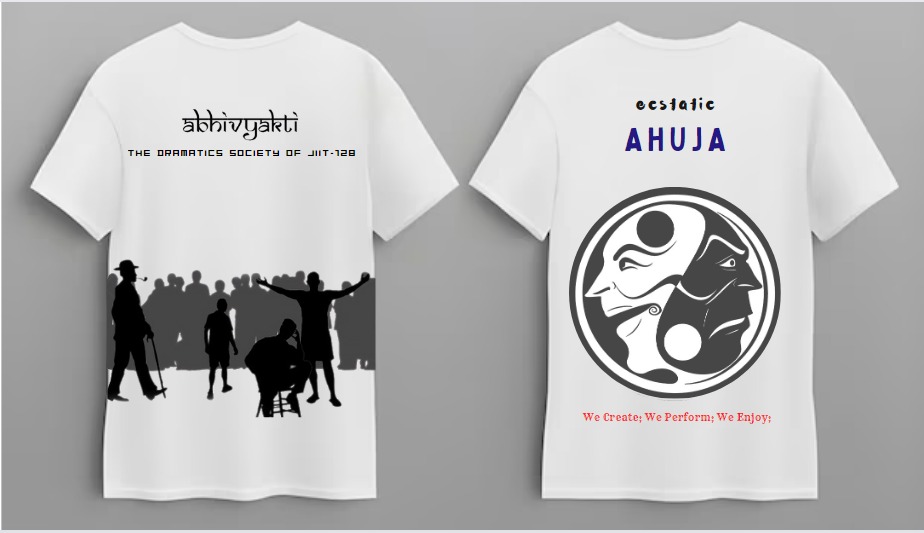 abhivyakti
THE DRAMATICS SOCIETY OF JIIT-128
ecstatic
AHUJA
We Create; We Perform; We Enjoy;